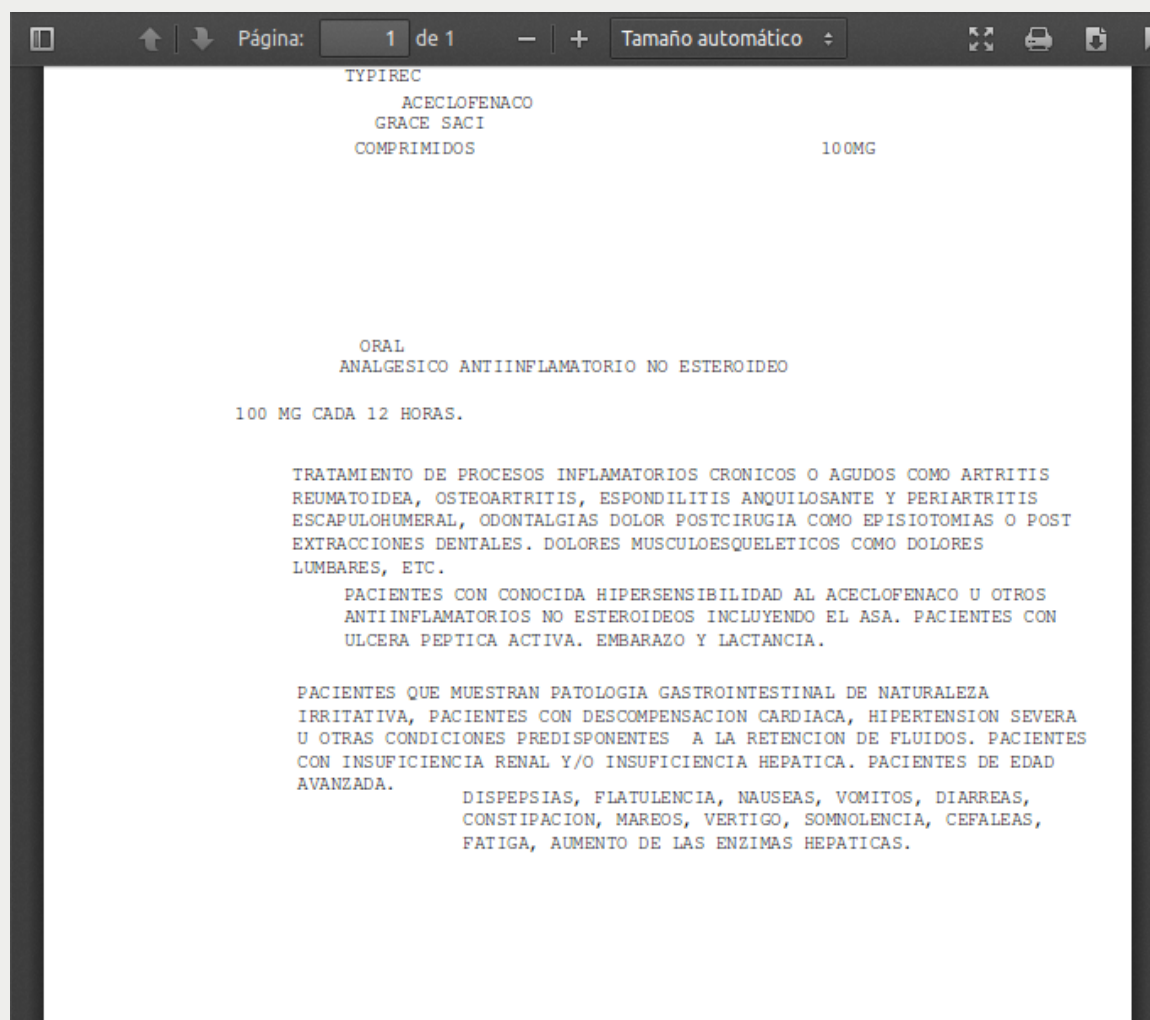 Página: 1 de 1 − + Tamaño automático
TYPIREC
ACECLOFENACO
GRACE SACI
COMPRIMIDOS 100MG
ORAL
ANALGESICO ANTIINFLAMATORIO NO ESTEROIDEO
100 MG CADA 12 HORAS.
TRATAMIENTO DE PROCESOS INFLAMATORIOS CRONICOS O AGUDOS COMO ARTRITIS
REUMATOIDEA, OSTEOARTRITIS, ESPONDILITIS ANQUILOSANTE Y PERIARTRITIS
ESCAPULOHUMERAL, ODONTALGIAS DOLOR POSTCIRUGIA COMO EPISIOTOMIAS O POST
EXTRACCIONES DENTALES. DOLORES MUSCULOESQUELETICOS COMO DOLORES
LUMBARES, ETC.
PACIENTES CON CONOCIDA HIPERSENSIBILIDAD AL ACECLOFENACO U OTROS
ANTIINFLAMATORIOS NO ESTEROIDEOS INCLUYENDO EL ASA. PACIENTES CON
ULCERA PEPTICA ACTIVA. EMBARAZO Y LACTANCIA.
PACIENTES QUE MUESTRAN PATOLOGIA GASTROINTESTINAL DE NATURALEZA
IRRITATIVA, PACIENTES CON DESCOMPENSACION CARDIACA, HIPERTENSION SEVERA
U OTRAS CONDICIONES PREDISPONENTES A LA RETENCION DE FLUIDOS. PACIENTES
CON INSUFICIENCIA RENAL Y/O INSUFICIENCIA HEPATICA. PACIENTES DE EDAD
AVANZADA.
DISPEPSIAS, FLATULENCIA, NAUSEAS, VOMITOS, DIARREAS,
CONSTIPACION, MAREOS, VERTIGO, SOMNOLENCIA, CEFALEAS,
FATIGA, AUMENTO DE LAS ENZIMAS HEPATICAS.